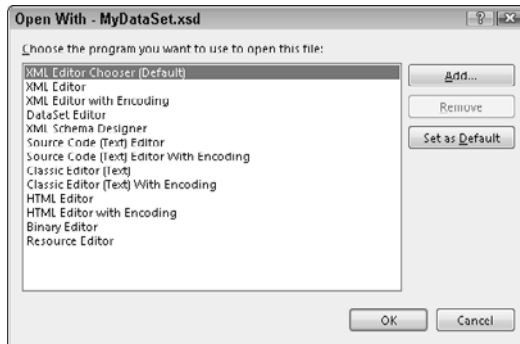 Open With - MyDataSet.xsd
Choose the program you want to use to open this file:
XML Editor Chooser (Default)
XML Editor
XML Editor with Encoding
DataSet Editor
XML Schema Designer
Source Code (Text) Editor
Source Code (Text) Editor With Encoding
Classic Editor (Text)
Classic Editor (Text) With Encoding
HTML Editor
HTML Editor with Encoding
Binary Editor
Resource Editor
Add...
Remove
Set as Default
OK
Cancel